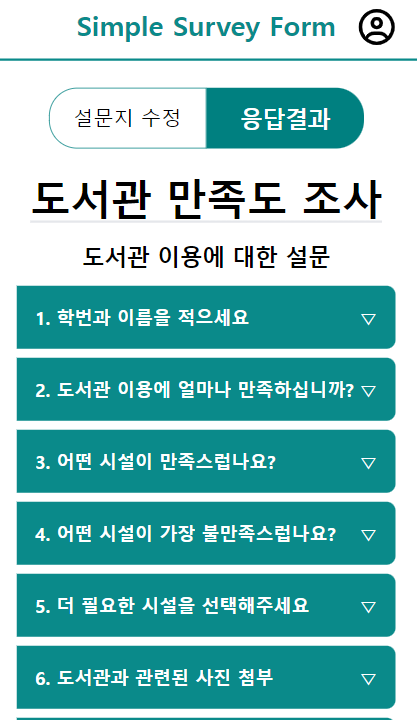 Simple Survey Form
설문지 수정
응답결과
도서관 만족도 조사
도서관 이용에 대한 설문
1. 학번과 이름을 적으세요
2. 도서관 이용에 얼마나 만족하십니까?
3. 어떤 시설이 만족스럽나요?
4. 어떤 시설이 가장 불만족스럽나요?
5. 더 필요한 시설을 선택해주세요
6. 도서관과 관련된 사진 첨부